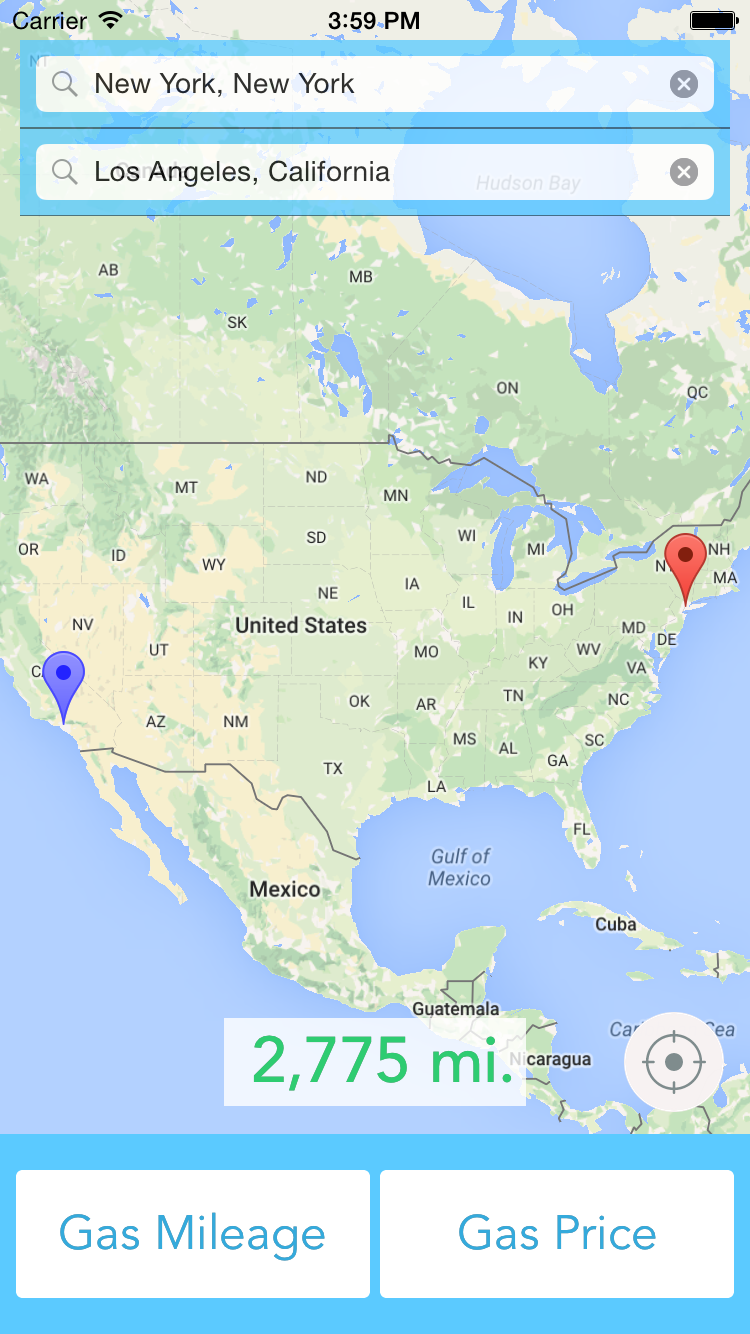 Carrier 3:59 PM
NT
New York, New York
Canada
Los Angeles, California
Hudson Bay
AB
MB
SK
ON
QC
WA
MT
ND
MN
OR
ID
WY
SD
WI
MI
NH
NY
MA
NE
IA
IL
IN
OH
NV
United States
MD
DE
UT
MO
KY
WV
VA
CA
OK
AR
TN
NC
AZ
NM
MS
AL
SC
GA
TX
LA
FL
Gulf of
Mexico
Mexico
Cuba
Guatemala
Caribbean Sea
2,775 mi.
Nicaragua
Gas Mileage
Gas Price